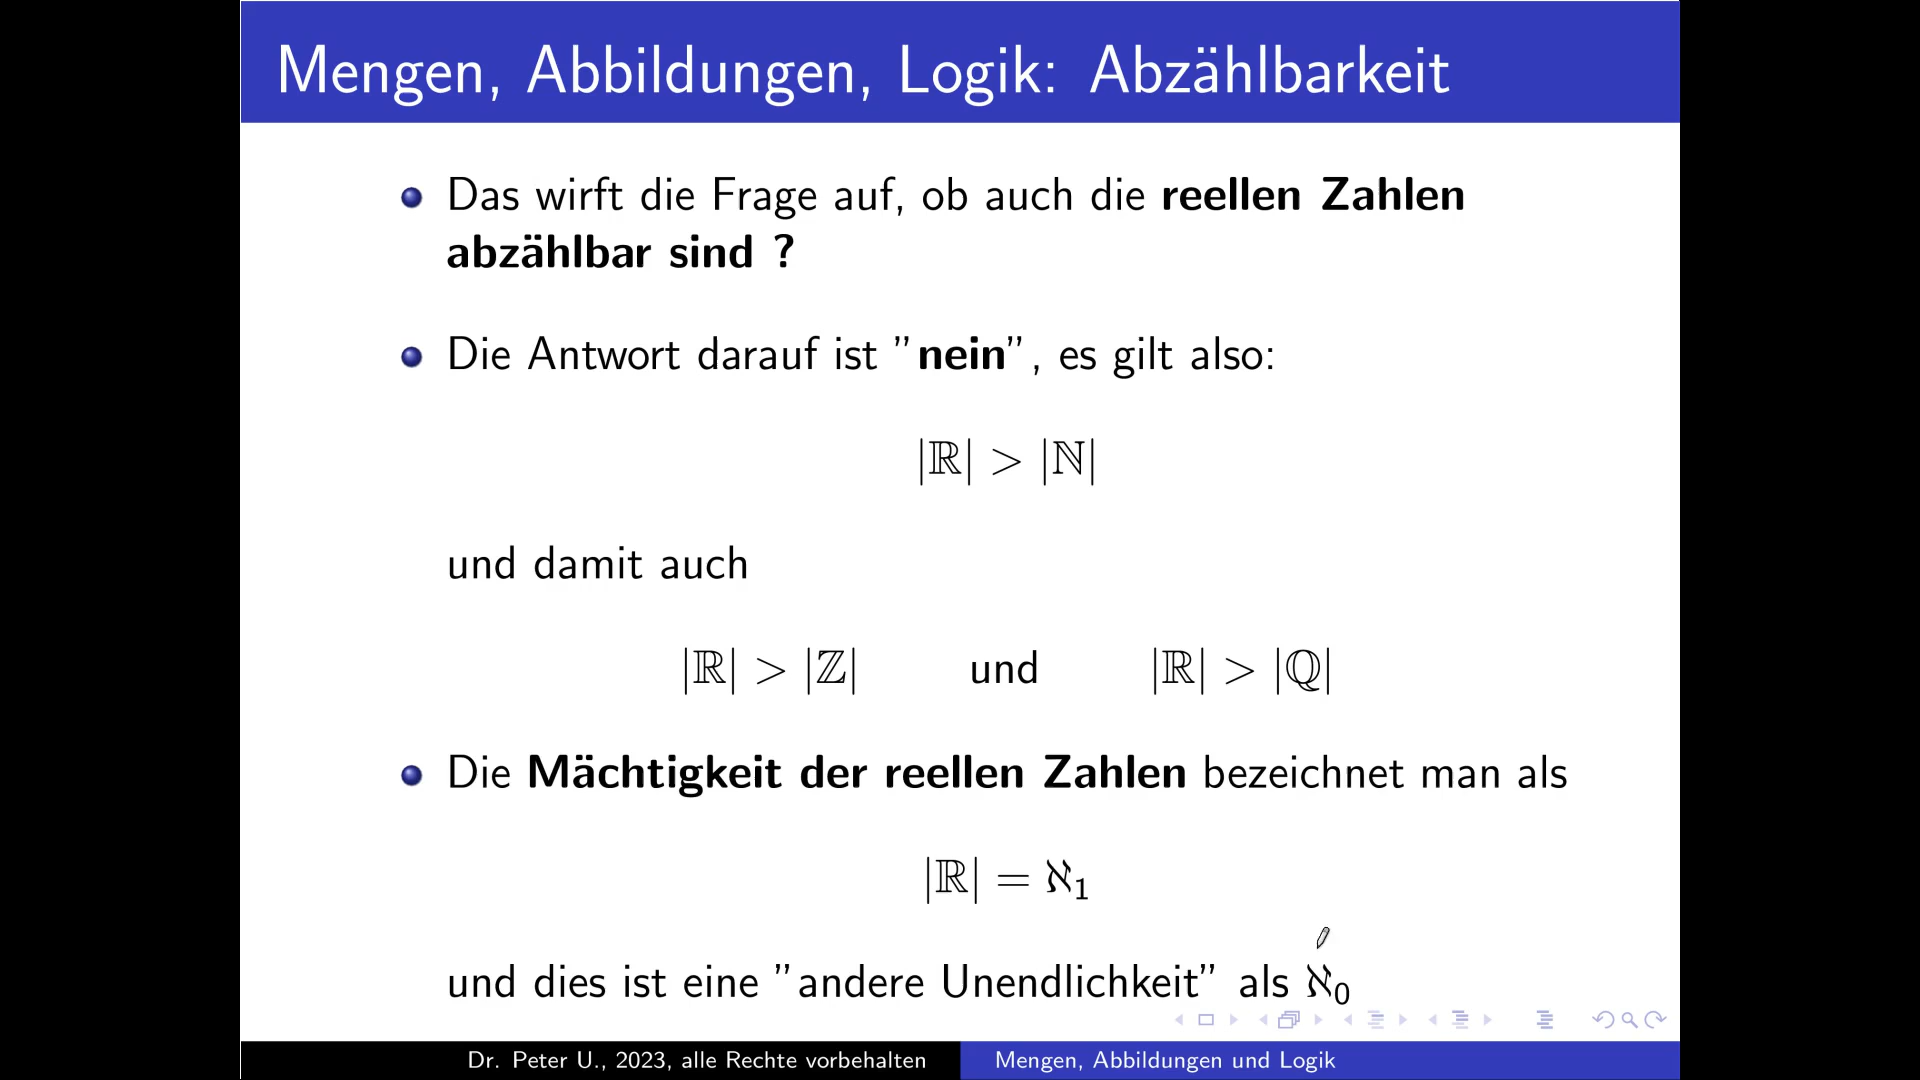 Mengen, Abbildungen, Logik: Abzählbarkeit
Das wirft die Frage auf, ob auch die reellen Zahlen
abzählbar sind ?
Die Antwort darauf ist ”nein”, es gilt also:
|ℝ| > |ℕ|
und damit auch
|ℝ| > |ℤ| und |ℝ| > |ℚ|
Die Mächtigkeit der reellen Zahlen bezeichnet man als
|ℝ| = ℵ₁
und dies ist eine ”andere Unendlichkeit” als ℵ₀
Dr. Peter U., 2023, alle Rechte vorbehalten Mengen, Abbildungen und Logik